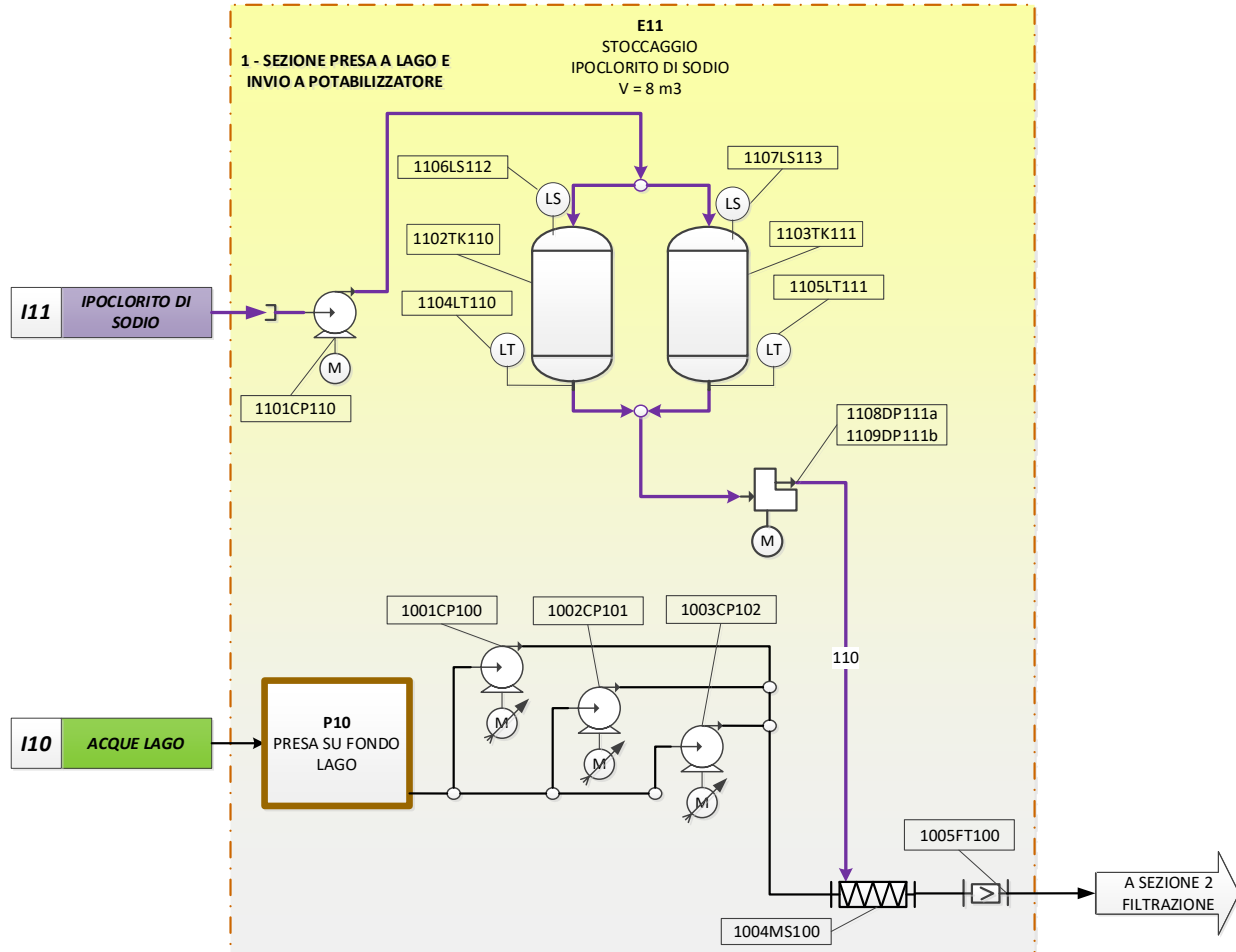 E11
STOCCAGGIO
IPOCLORITO DI SODIO
V = 8 m3
1 - SEZIONE PRESA A LAGO E
INVIO A POTABILIZZATORE
1106LS112
1107LS113
LS
LS
1102TK110
1103TK111
1104LT110
1105LT111
LT
LT
I11
IPOCLORITO DI
SODIO
M
1101CP110
1108DP111a
1109DP111b
M
1001CP100
1002CP101
1003CP102
110
I10
ACQUE LAGO
P10
PRESA SU FONDO
LAGO
M
M
M
1005FT100
A SEZIONE 2
FILTRAZIONE
1004MS100